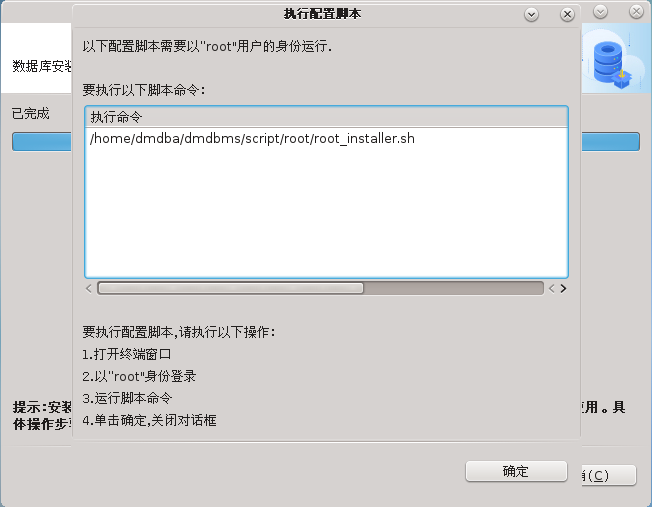 执行配置脚本
以下配置脚本需要以"root"用户的身份运行.
数据库安装
要执行以下脚本命令:
已完成
执行命令
/home/dmdba/dmdbms/script/root/root_installer.sh
要执行配置脚本,请执行以下操作:
1.打开终端窗口
2.以"root"身份登录
3.运行脚本命令
提示:安装
用。具
4.单击确定,关闭对话框
体操作步
确定
(C)